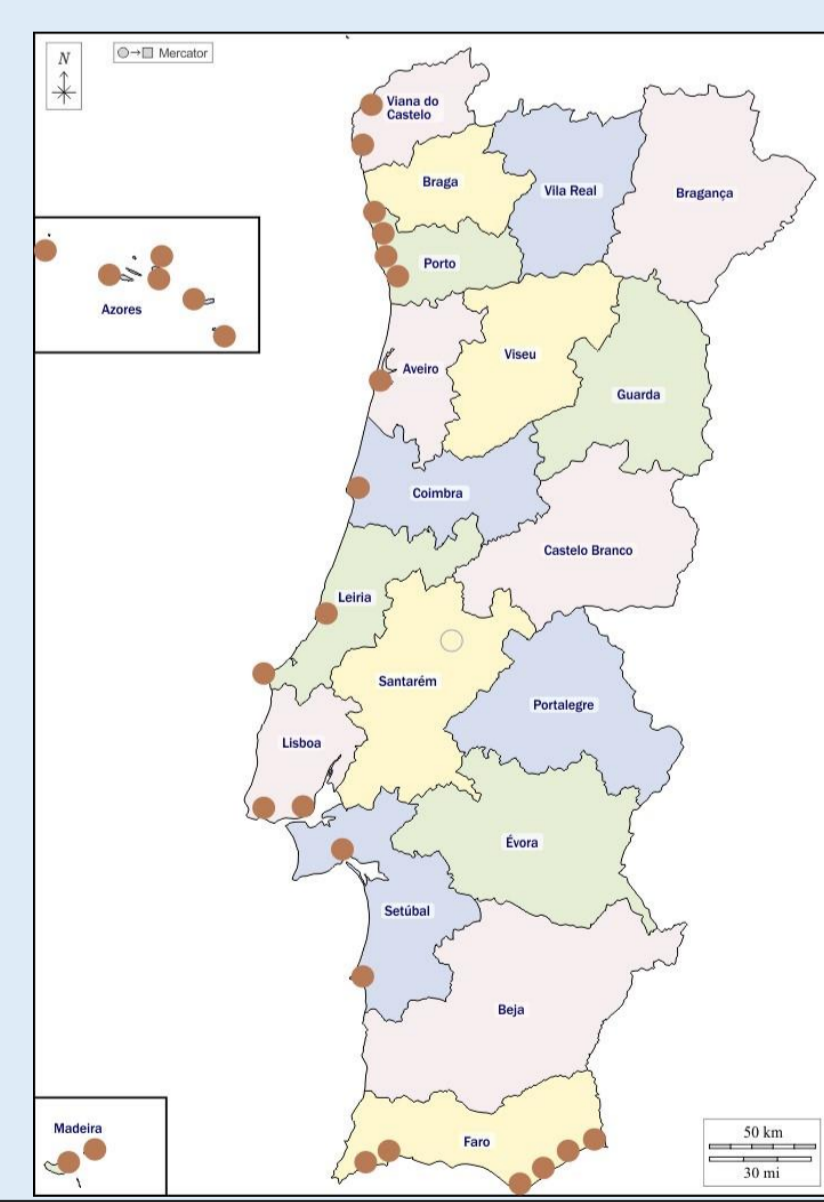 N
Mercator
Viana do
Castelo
Braga
Vila Real
Bragança
Porto
Azores
Aveiro
Viseu
Guarda
Coimbra
Castelo Branco
Leiria
Santarém
Portalegre
Lisboa
Évora
Setúbal
Beja
Madeira
Faro
50 km
30 mi